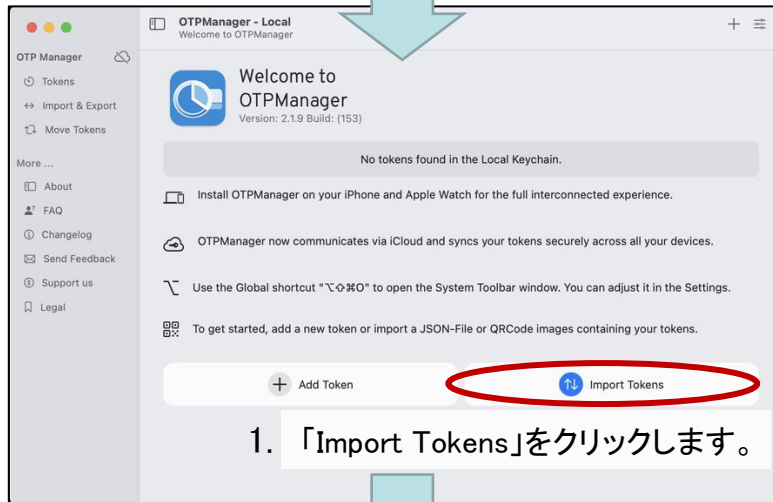 OTPManager - Local
Welcome to OTPManager
OTP Manager
Tokens
Import & Export
Move Tokens
More ...
About
FAQ
Changelog
Send Feedback
Support us
Legal
Welcome to
OTPManager
Version: 2.1.9 Build: (153)
No tokens found in the Local Keychain.
Install OTPManager on your iPhone and Apple Watch for the full interconnected experience.
OTPManager now communicates via iCloud and syncs your tokens securely across all your devices.
Use the Global shortcut "⌥⇧⌘O" to open the System Toolbar window. You can adjust it in the Settings.
To get started, add a new token or import a JSON-File or QRCode images containing your tokens.
Add Token
Import Tokens
1. 「Import Tokens」をクリックします。